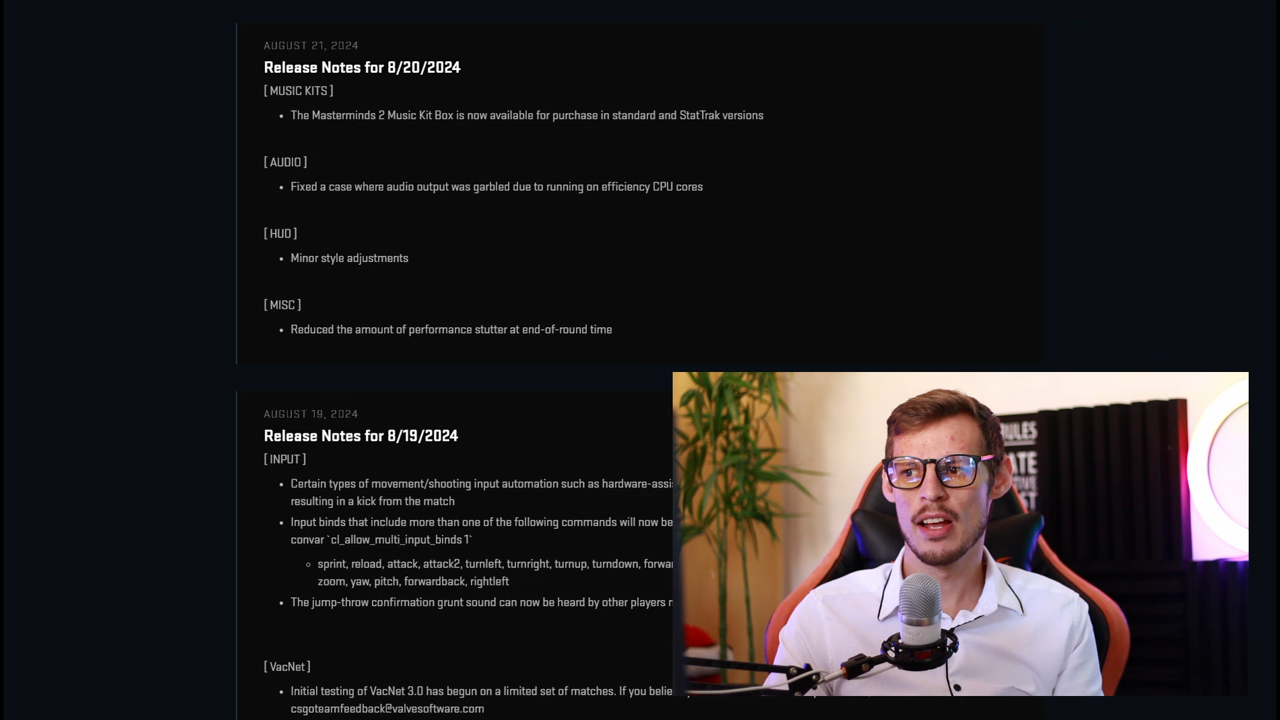 AUGUST 21, 2024
Release Notes for 8/20/2024
[ MUSIC KITS ]
• The Masterminds 2 Music Kit Box is now available for purchase in standard and StatTrak versions
[ AUDIO ]
• Fixed a case where audio output was garbled due to running on efficiency CPU cores
[ HUD ]
• Minor style adjustments
[ MISC ]
• Reduced the amount of performance stutter at end-of-round time
AUGUST 19, 2024
Release Notes for 8/19/2024
[ INPUT ]
• Certain types of movement/shooting input automation such as hardware-assis
resulting in a kick from the match
• Input binds that include more than one of the following commands will now be
convar `cl_allow_multi_input_binds 1`
◦ sprint, reload, attack, attack2, turnleft, turnright, turnup, turndown, forwar
zoom, yaw, pitch, forwardback, rightleft
• The jump-throw confirmation grunt sound can now be heard by other players n
[ VacNet ]
• Initial testing of VacNet 3.0 has begun on a limited set of matches. If you belie
csgoteamfeedback@valvesoftware.com
RULES